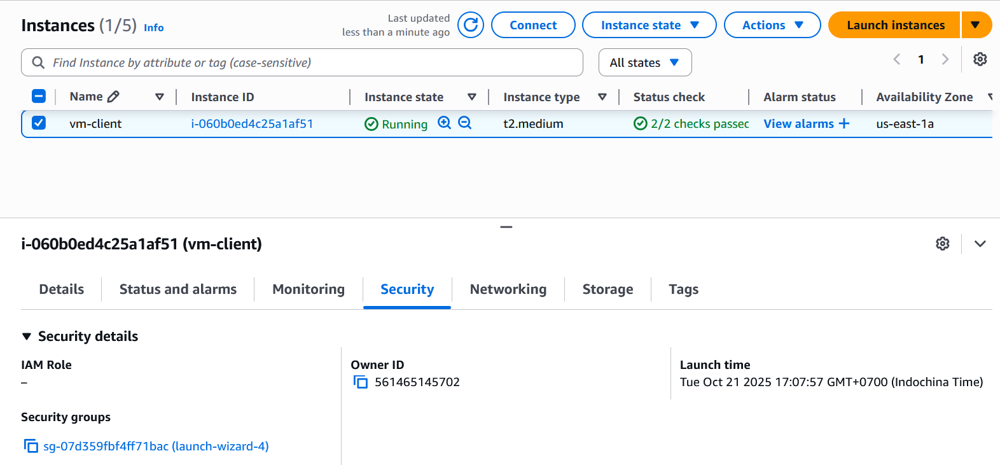 Instances (1/5) Info
Last updated
less than a minute ago
Connect
Instance state
Actions
Launch instances
Find Instance by attribute or tag (case-sensitive)
All states
1
Name Instance ID Instance state Instance type Status check Alarm status Availability Zone
vm-client i-060b0ed4c25a1af51 Running t2.medium 2/2 checks passed View alarms + us-east-1a
i-060b0ed4c25a1af51 (vm-client)
Details Status and alarms Monitoring Security Networking Storage Tags
Security details
IAM Role
–
Owner ID
561465145702
Launch time
Tue Oct 21 2025 17:07:57 GMT+0700 (Indochina Time)
Security groups
sg-07d359fbf4ff71bac (launch-wizard-4)